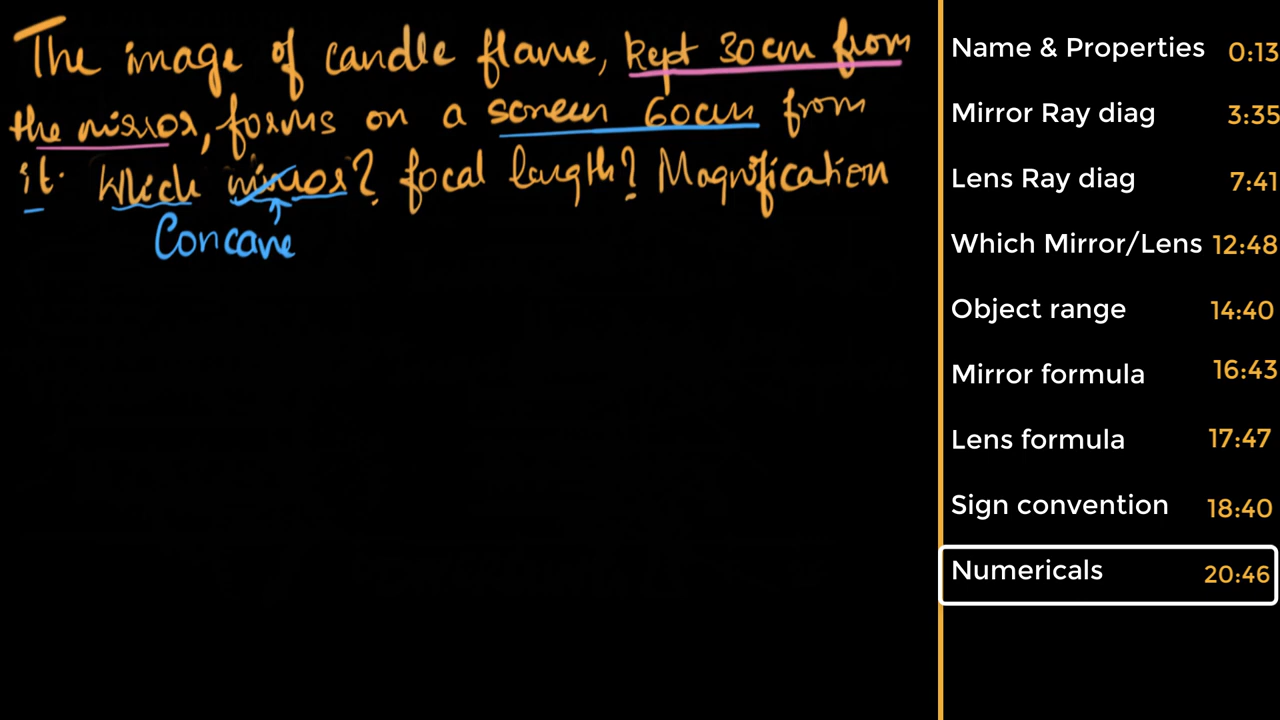 The image of candle flame, kept 30cm from
the mirror, forms on a screen 60cm from
it. Which mirror? focal length? Magnification
Concave
Name & Properties 0:13
Mirror Ray diag 3:35
Lens Ray diag 7:41
Which Mirror/Lens 12:48
Object range 14:40
Mirror formula 16:43
Lens formula 17:47
Sign convention 18:40
Numericals 20:46